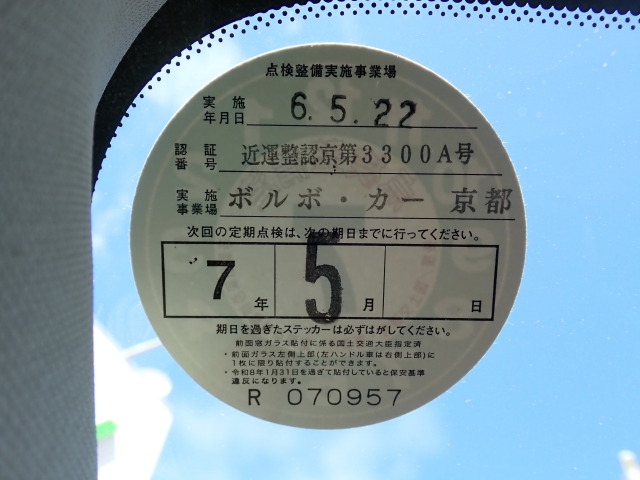 点検整備実施事業場
実施年月日 6.5.22
認証番号 近運整認京第3300A号
実施事業場 ボルボ・カー 京都
次回の定期点検は、次の期日までに行ってください。
7年 5月 日
期日を過ぎたステッカーは必ずはがしてください。
前面窓ガラス貼付に係る国土交通大臣指定済
・前面ガラス左側上部(左ハンドル車は右側上部)に
1枚に限り貼付することができます。
・令和8年1月31日を過ぎて貼付していると保安基準
違反になります。
R 070957